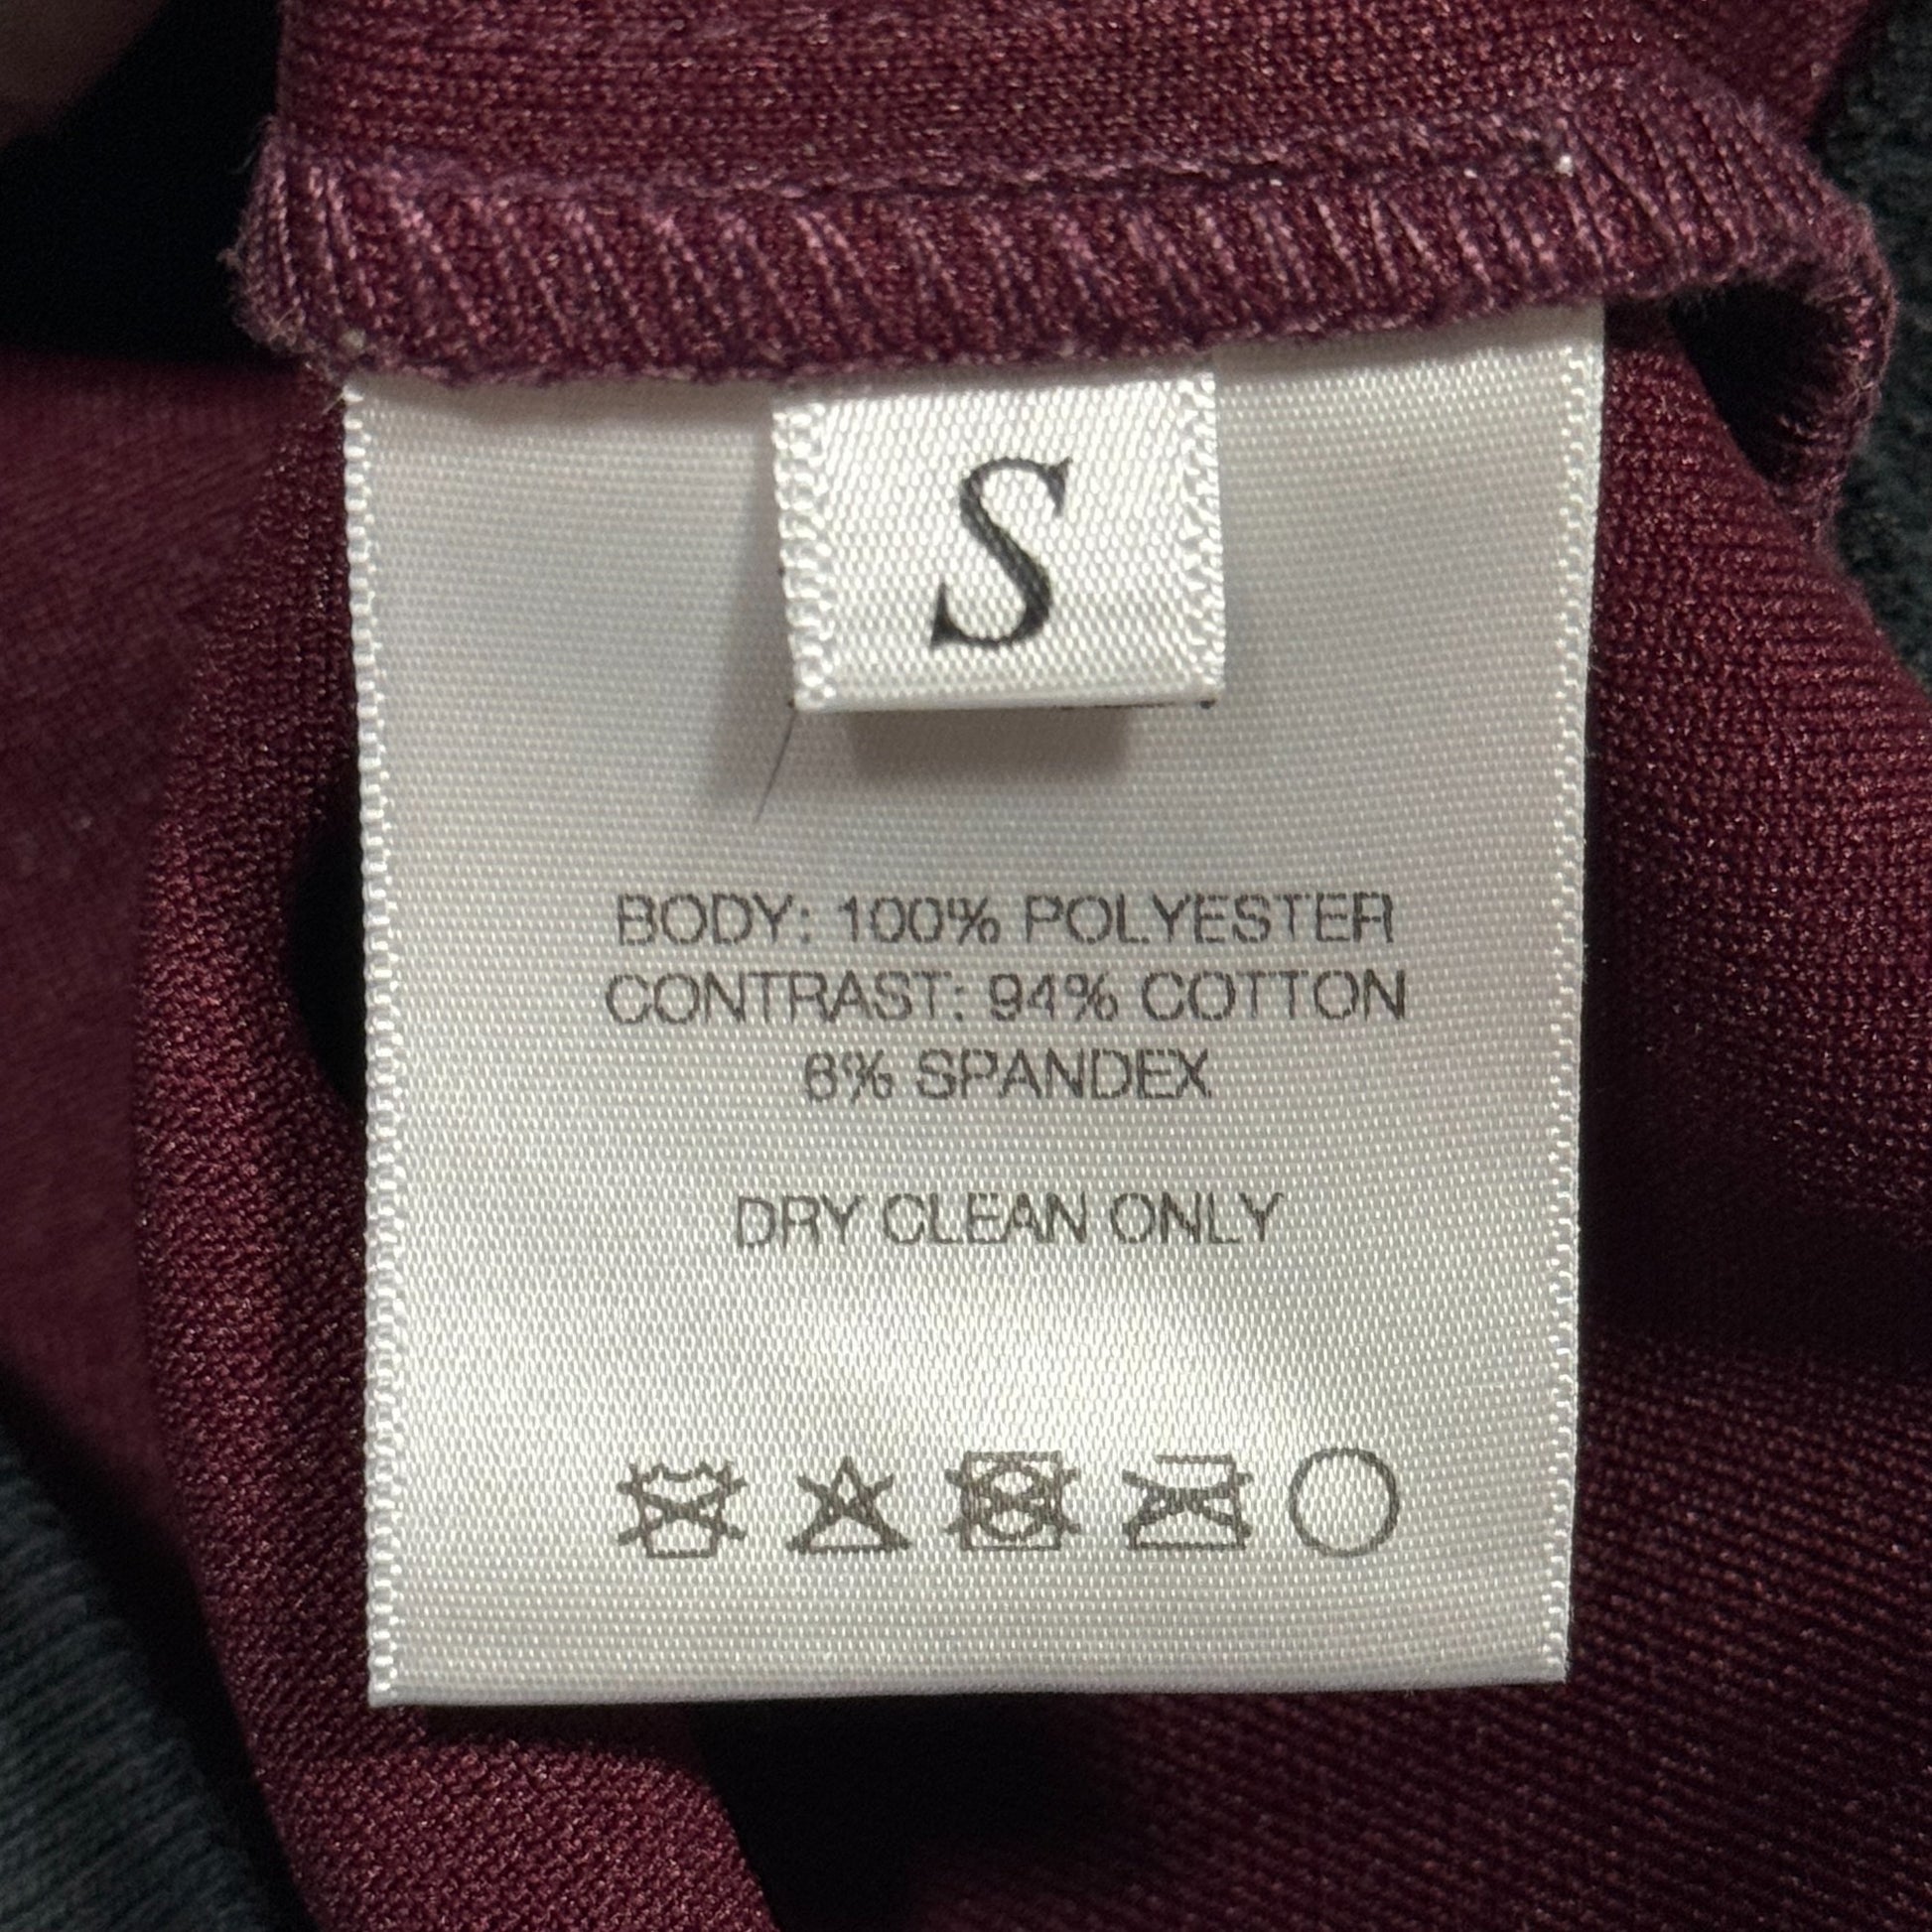 S
BODY: 100% POLYESTER
CONTRAST: 94% COTTON
6% SPANDEX
DRY CLEAN ONLY